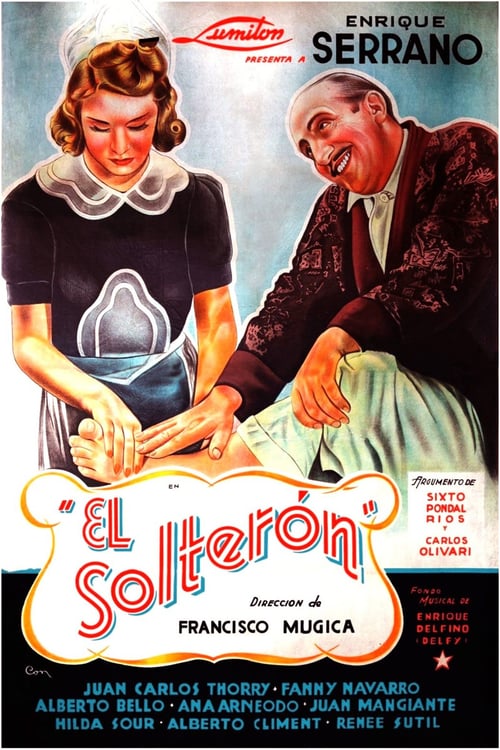 Lumiton
PRESENTA A
ENRIQUE
SERRANO
EN
"EL
Solterón"
DIRECCION de
FRANCISCO MUGICA
ARGUMENTO DE
SIXTO
PONDAL
RIOS
Y
CARLOS
OLIVARI
FONDO
MUSICAL DE
ENRIQUE
DELFINO
(DELFY)
Con
JUAN CARLOS THORRY · FANNY NAVARRO
ALBERTO BELLO · ANA ARNEODO · JUAN MANGIANTE
HILDA SOUR · ALBERTO CLIMENT · RENEE SUTIL